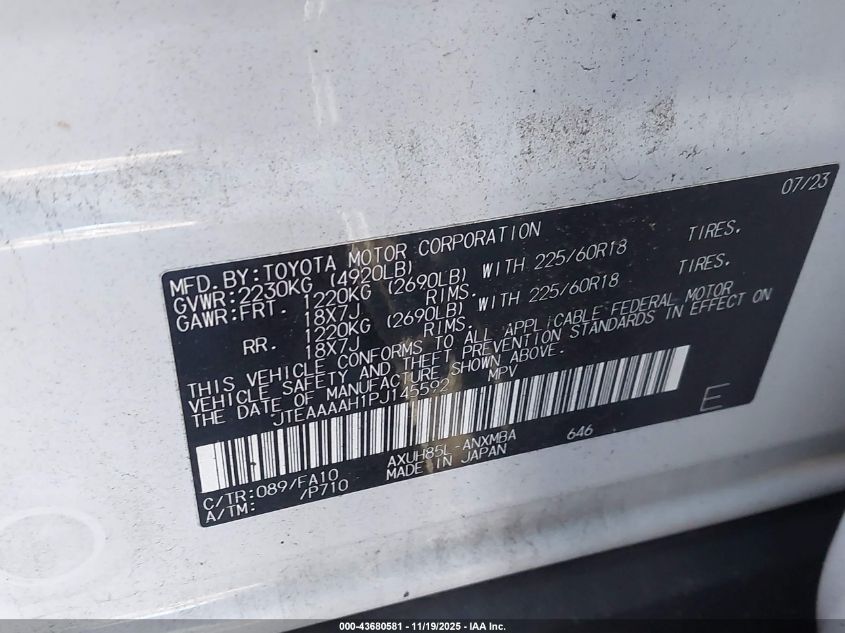 07/23
MFD. BY: TOYOTA MOTOR CORPORATION
GVWR: 2230KG (4920LB)
GAWR: FRT. 1220KG (2690LB) WITH 225/60R18 TIRES.
18X7J RIMS.
RR. 1220KG (2690LB) WITH 225/60R18 TIRES.
18X7J RIMS.
THIS VEHICLE CONFORMS TO ALL APPLICABLE FEDERAL MOTOR
VEHICLE SAFETY AND THEFT PREVENTION STANDARDS IN EFFECT ON
THE DATE OF MANUFACTURE SHOWN ABOVE.
JTEAAAAH1PJ145592 MPV
E
C/TR: 089/FA10 AXUH85L-ANXMBA 646
A/TM: /P710 MADE IN JAPAN
000-43680581 - 11/19/2025 - IAA Inc.